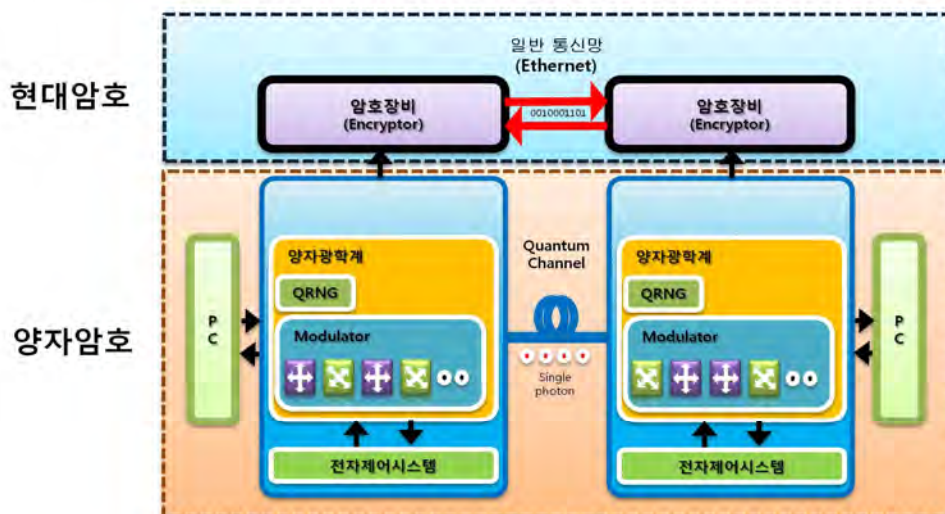 현대암호
일반 통신망
(Ethernet)
암호장비
(Encryptor)
0010001101
암호장비
(Encryptor)
양자암호
P
C
양자광학계
QRNG
Modulator
전자제어시스템
Quantum
Channel
Single
photon
양자광학계
QRNG
Modulator
전자제어시스템
P
C